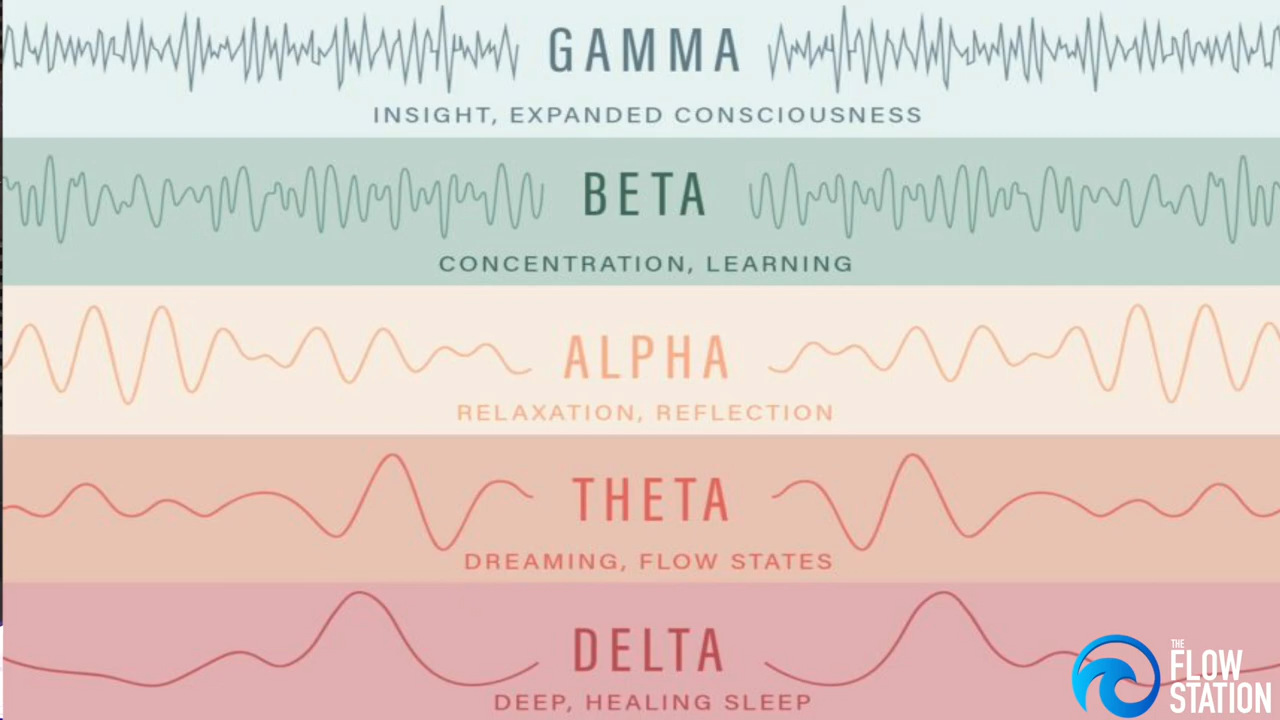 GAMMA
INSIGHT, EXPANDED CONSCIOUSNESS
BETA
CONCENTRATION, LEARNING
ALPHA
RELAXATION, REFLECTION
THETA
DREAMING, FLOW STATES
DELTA
DEEP, HEALING SLEEP
THE
FLOW
STATION